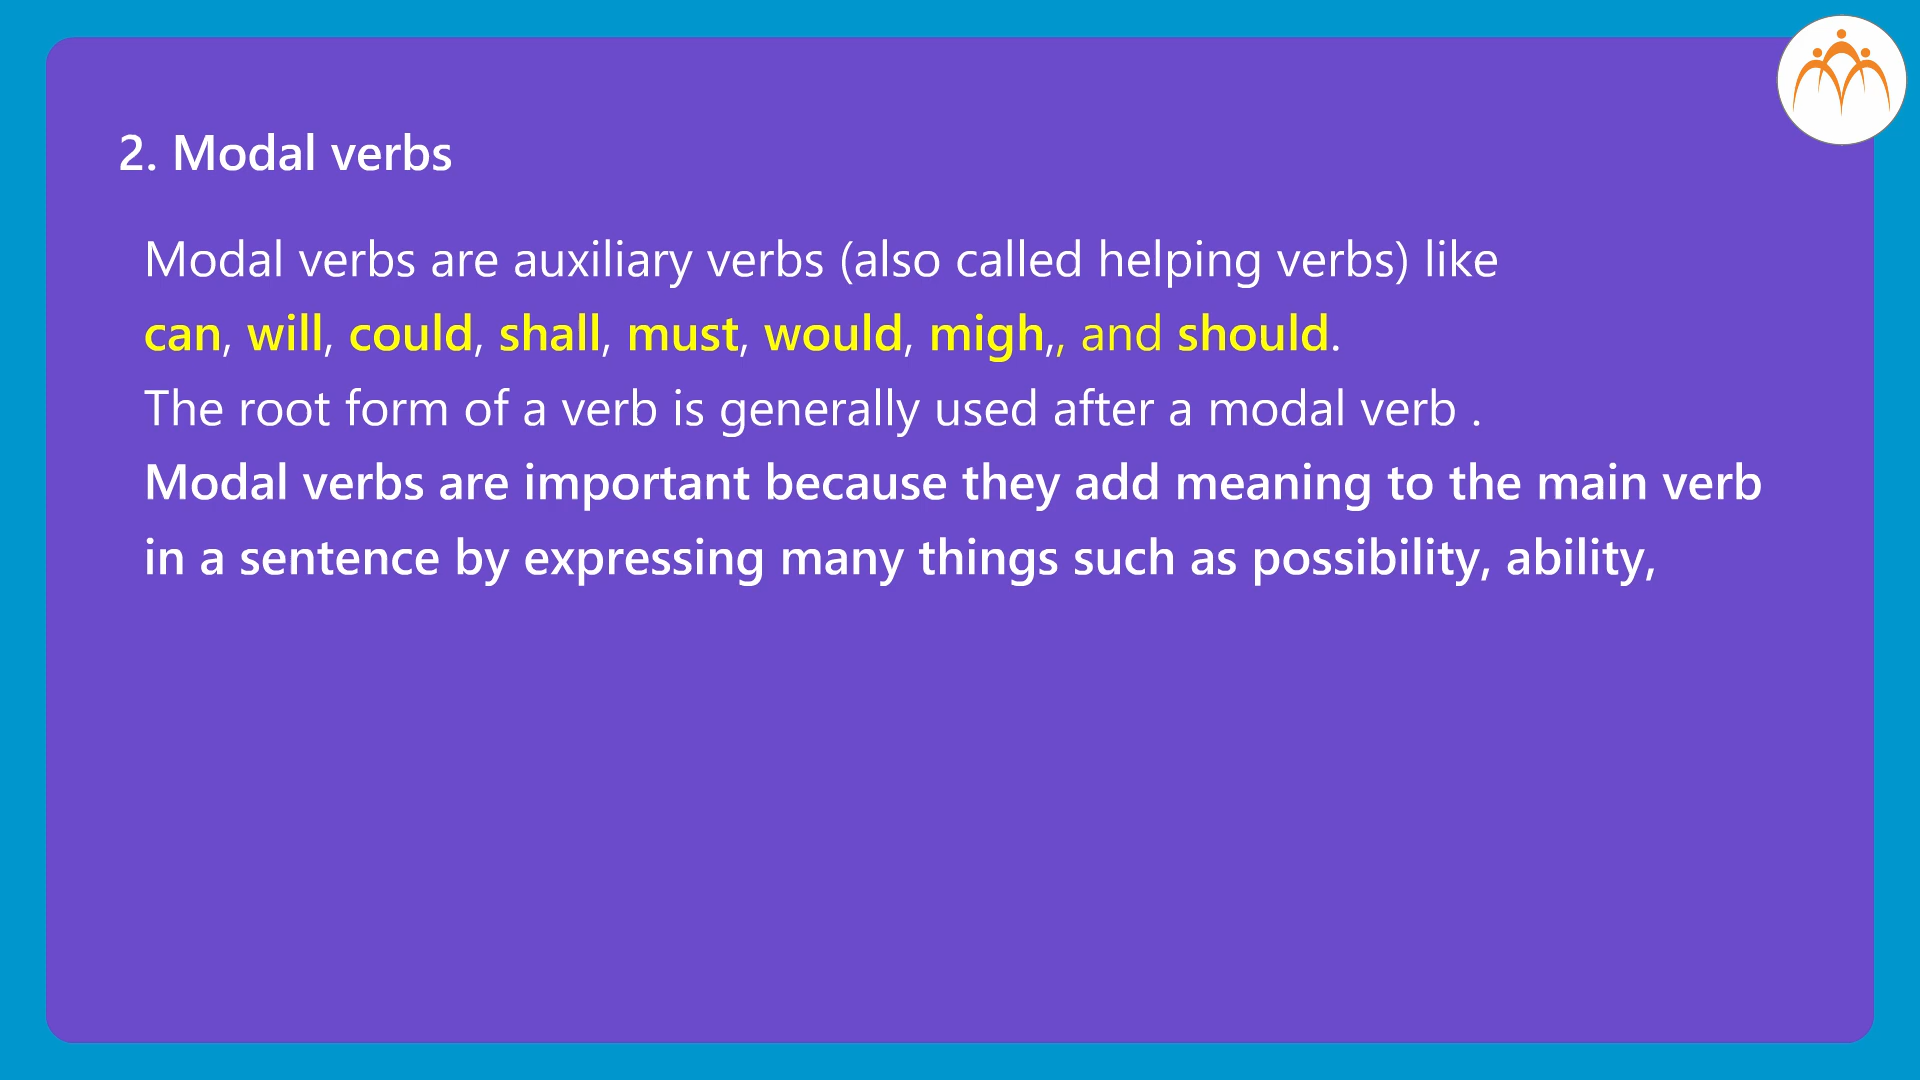 2. Modal verbs
Modal verbs are auxiliary verbs (also called helping verbs) like
can, will, could, shall, must, would, migh,, and should.
The root form of a verb is generally used after a modal verb .
Modal verbs are important because they add meaning to the main verb
in a sentence by expressing many things such as possibility, ability,